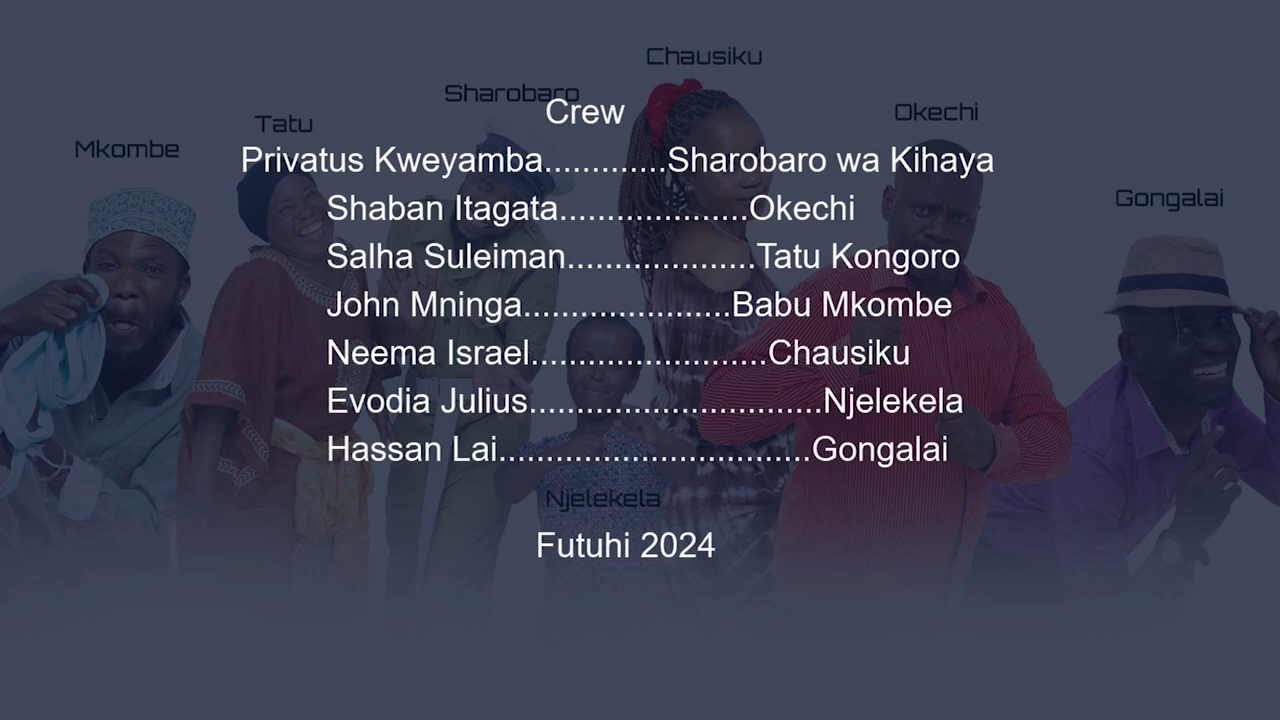 Chausiku
Sharobaro
Crew
Okechi
Tatu
Mkombe
Privatus Kweyamba.............Sharobaro wa Kihaya
Gongalai
Shaban Itagata....................Okechi
Salha Suleiman....................Tatu Kongoro
John Mninga......................Babu Mkombe
Neema Israel.........................Chausiku
Evodia Julius...............................Njelekela
Hassan Lai.................................Gongalai
Njelekela
Futuhi 2024